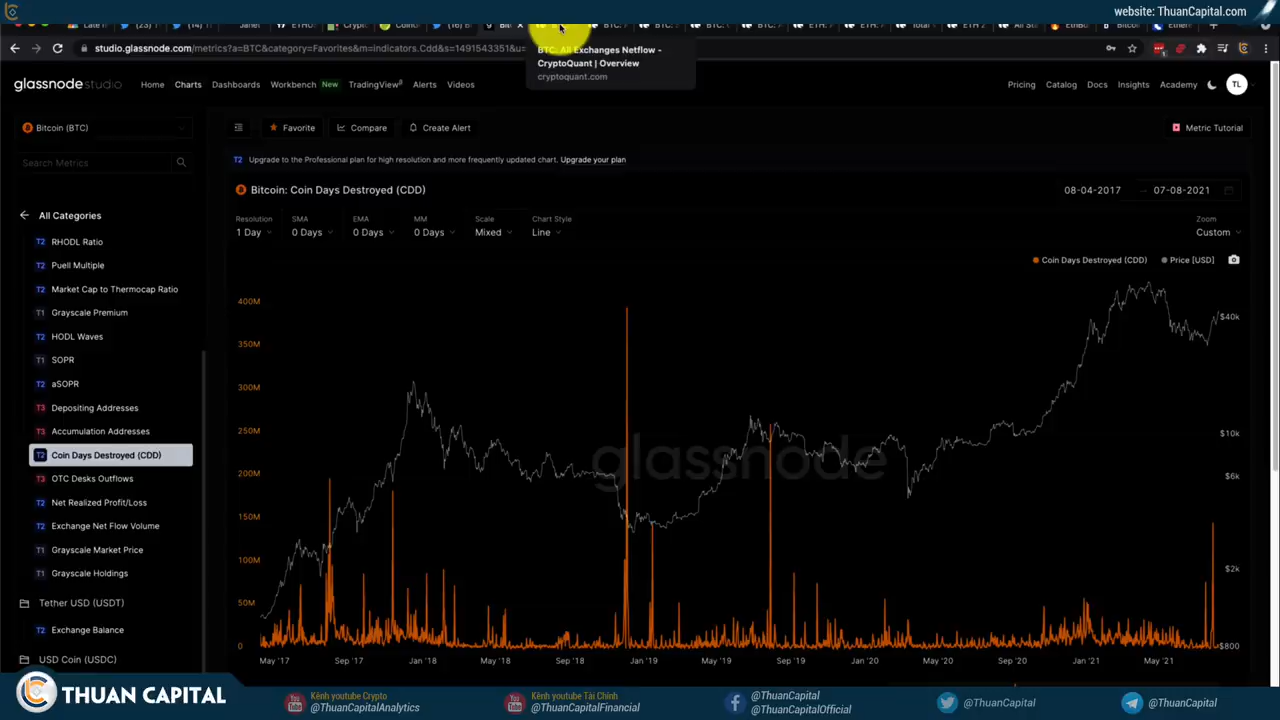 website: ThuanCapital.com
studio.glassnode.com/metrics?a=BTC&category=Favorites&m=indicators.Cdd&s=1491543351&u=
BTC: All Exchanges Netflow -
CryptoQuant | Overview
cryptoquant.com
glassnode studio
Home
Charts
Dashboards
Workbench New
TradingView
Alerts
Videos
Pricing
Catalog
Docs
Insights
Academy
TL
Bitcoin (BTC)
Favorite
Compare
Create Alert
Metric Tutorial
Search Metrics
T2 Upgrade to the Professional plan for high resolution and more frequently updated chart. Upgrade your plan
Bitcoin: Coin Days Destroyed (CDD)
08-04-2017 → 07-08-2021
Resolution
1 Day
SMA
0 Days
EMA
0 Days
MM
0 Days
Scale
Mixed
Chart Style
Line
Zoom
Custom
Coin Days Destroyed (CDD)
Price [USD]
All Categories
T2 RHODL Ratio
T2 Puell Multiple
T2 Market Cap to Thermocap Ratio
T1 Grayscale Premium
T2 HODL Waves
T1 SOPR
T2 aSOPR
T3 Depositing Addresses
T3 Accumulation Addresses
T2 Coin Days Destroyed (CDD)
T3 OTC Desks Outflows
T2 Net Realized Profit/Loss
T2 Exchange Net Flow Volume
T1 Grayscale Market Price
T1 Grayscale Holdings
Tether USD (USDT)
T2 Exchange Balance
USD Coin (USDC)
400M
350M
300M
250M
200M
150M
100M
50M
0
$40k
$10k
$6k
$2k
$800
glassnode
May '17
Sep '17
Jan '18
May '18
Sep '18
Jan '19
May '19
Sep '19
Jan '20
May '20
Sep '20
Jan '21
May '21
THUAN CAPITAL
Kênh youtube Crypto
@ThuanCapitalAnalytics
Kênh youtube Tài Chính
@ThuanCapitalFinancial
@ThuanCapital
@ThuanCapitalOfficial
@ThuanCapital
@ThuanCapital